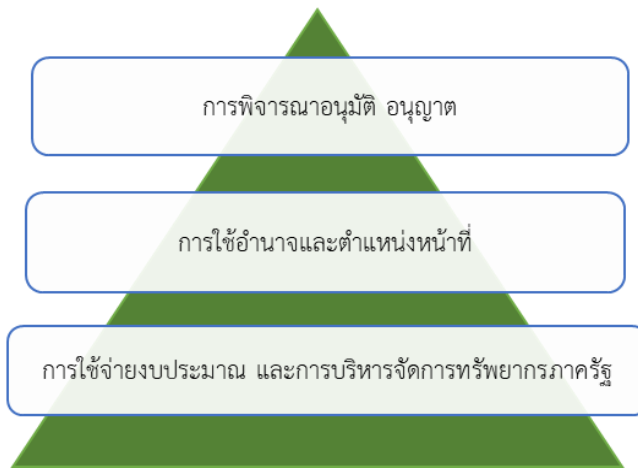 การพิจารณาอนุมัติ อนุญาต
การใช้อำนาจและตำแหน่งหน้าที่
การใช้จ่ายงบประมาณ และการบริหารจัดการทรัพยากรภาครัฐ